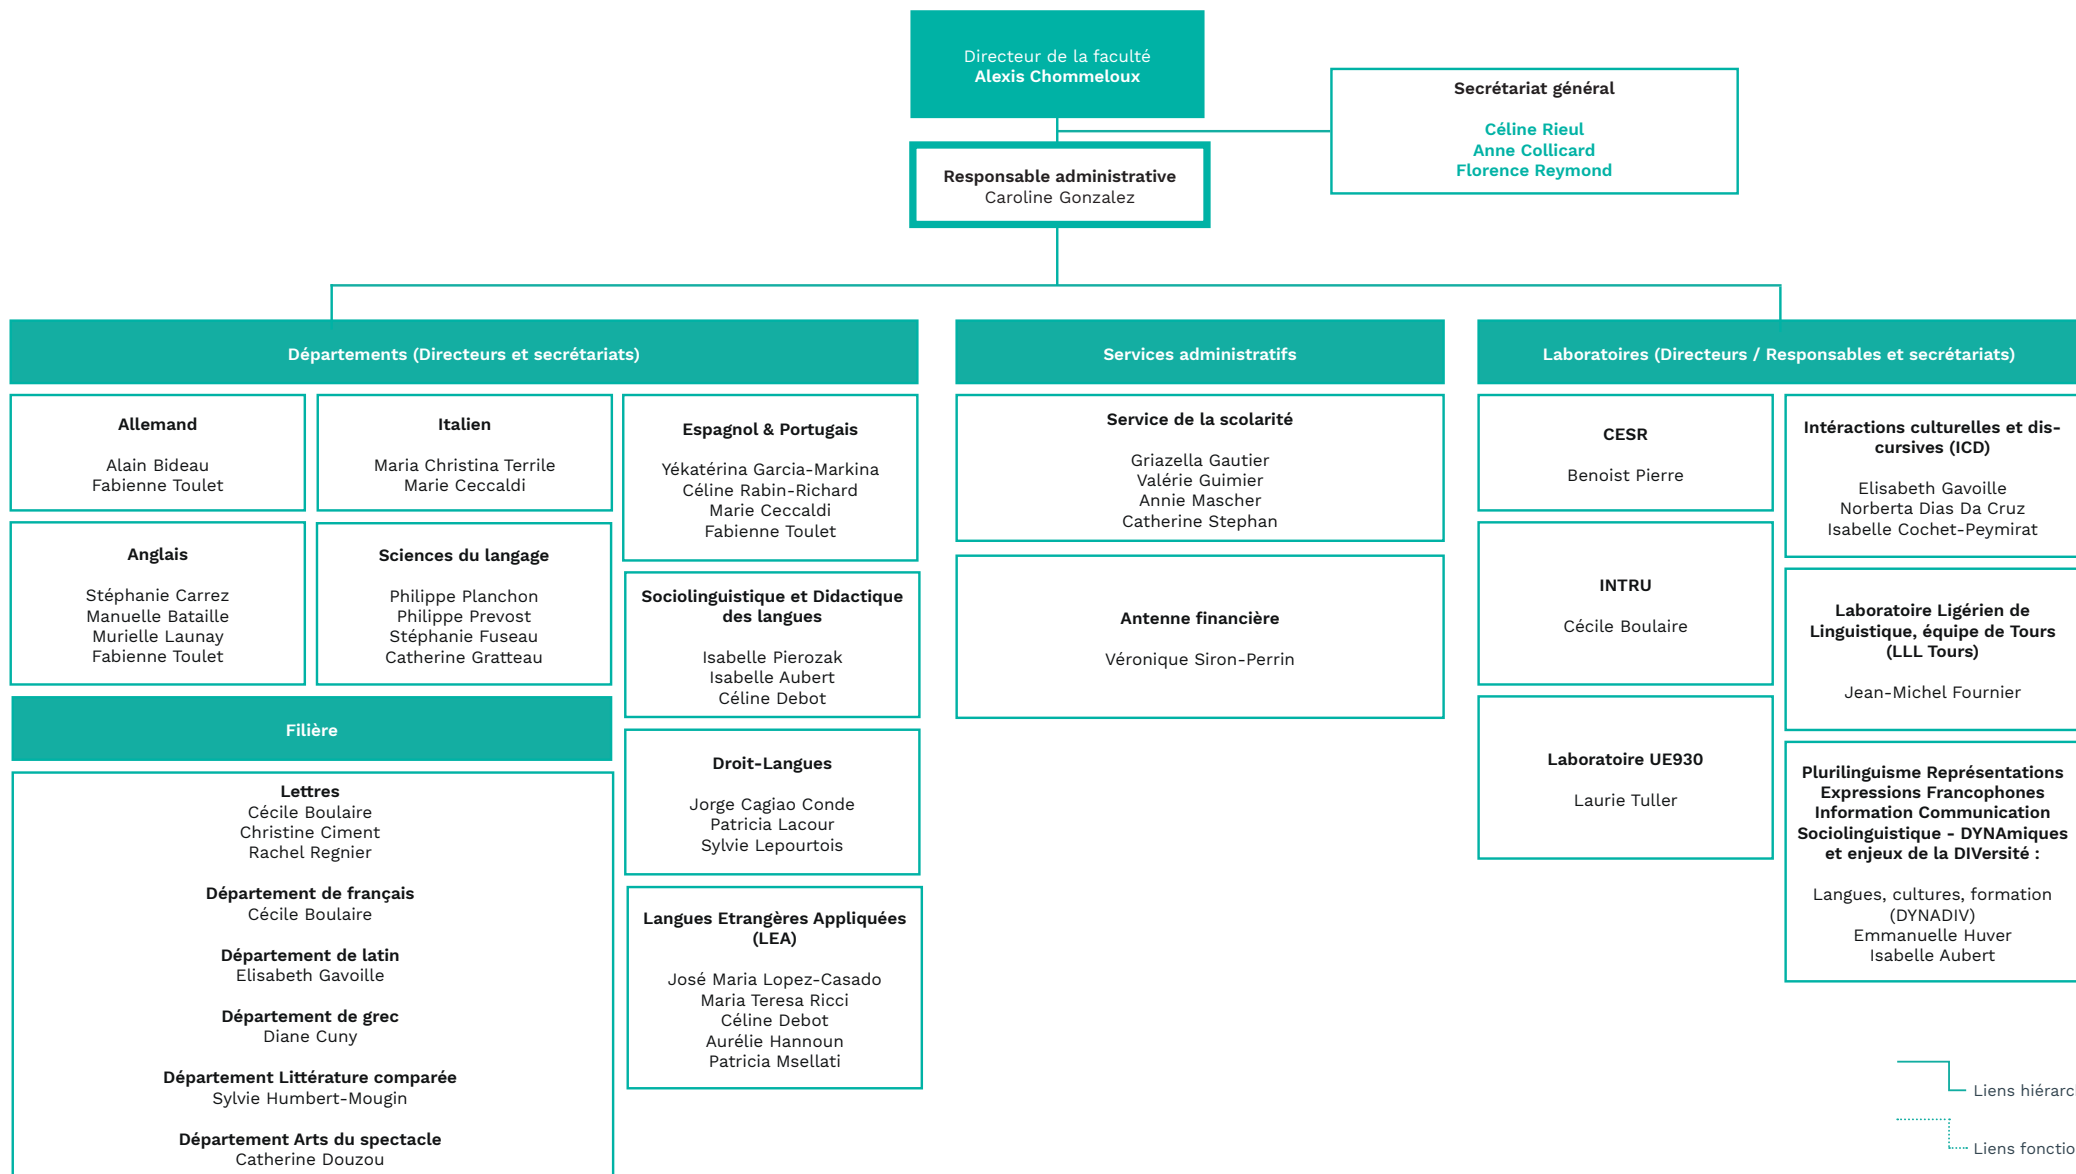 Directeur de la faculté
Alexis Chommeloux
Secrétariat général
Céline Rieul
Anne Collicard
Florence Reymond
Responsable administrative
Caroline Gonzalez
Départements (Directeurs et secrétariats)
Allemand
Alain Bideau
Fabienne Toulet
Italien
Maria Christina Terrile
Marie Ceccaldi
Espagnol & Portugais
Yékatérina Garcia-Markina
Céline Rabin-Richard
Marie Ceccaldi
Fabienne Toulet
Anglais
Stéphanie Carrez
Manuelle Bataille
Murielle Launay
Fabienne Toulet
Sciences du langage
Philippe Planchon
Philippe Prevost
Stéphanie Fuseau
Catherine Gratteau
Sociolinguistique et Didactique
des langues
Isabelle Pierozak
Isabelle Aubert
Céline Debot
Droit-Langues
Jorge Cagiao Conde
Patricia Lacour
Sylvie Lepourtois
Langues Etrangères Appliquées
(LEA)
José Maria Lopez-Casado
Maria Teresa Ricci
Céline Debot
Aurélie Hannoun
Patricia Msellati
Filière
Lettres
Cécile Boulaire
Christine Ciment
Rachel Regnier
Département de français
Cécile Boulaire
Département de latin
Elisabeth Gavoille
Département de grec
Diane Cuny
Département Littérature comparée
Sylvie Humbert-Mougin
Département Arts du spectacle
Catherine Douzou
Services administratifs
Service de la scolarité
Griazella Gautier
Valérie Guimier
Annie Mascher
Catherine Stephan
Antenne financière
Véronique Siron-Perrin
Laboratoires (Directeurs / Responsables et secrétariats)
CESR
Benoist Pierre
INTRU
Cécile Boulaire
Laboratoire UE930
Laurie Tuller
Intéractions culturelles et dis-
cursives (ICD)
Elisabeth Gavoille
Norberta Dias Da Cruz
Isabelle Cochet-Peymirat
Laboratoire Ligérien de
Linguistique, équipe de Tours
(LLL Tours)
Jean-Michel Fournier
Plurilinguisme Représentations
Expressions Francophones
Information Communication
Sociolinguistique - DYNAmiques
et enjeux de la DIVersité :
Langues, cultures, formation
(DYNADIV)
Emmanuelle Huver
Isabelle Aubert
Liens
Liens